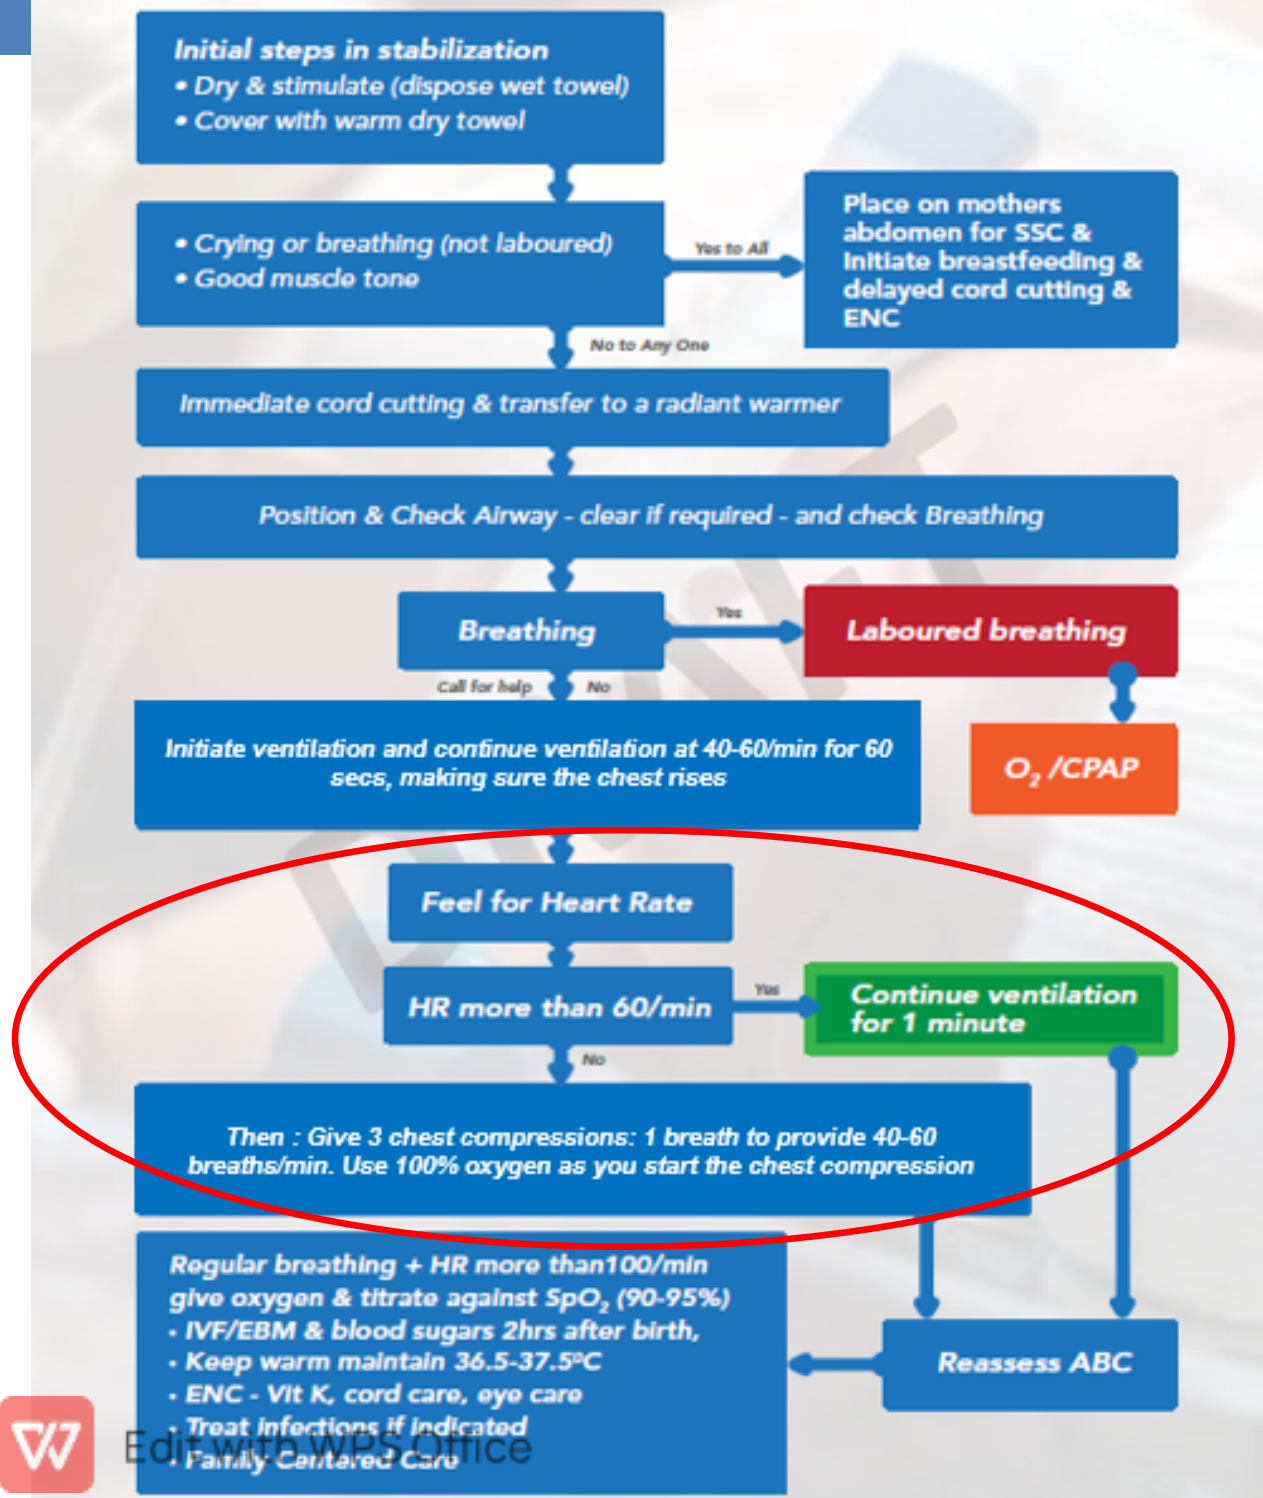 Initial steps in stabilization
• Dry & stimulate (dispose wet towel)
• Cover with warm dry towel
• Crying or breathing (not laboured)
• Good muscle tone
Yes to All
Place on mothers
abdomen for SSC &
Initiate breastfeeding &
delayed cord cutting &
ENC
No to Any One
Immediate cord cutting & transfer to a radiant warmer
Position & Check Airway - clear if required - and check Breathing
Breathing
Yes
Laboured breathing
Call for help
No
O₂ /CPAP
Initiate ventilation and continue ventilation at 40-60/min for 60
secs, making sure the chest rises
DRAFT
Feel for Heart Rate
HR more than 60/min
Yes
Continue ventilation
for 1 minute
No
Then : Give 3 chest compressions: 1 breath to provide 40-60
breaths/min. Use 100% oxygen as you start the chest compression
Regular breathing + HR more than100/min
give oxygen & titrate against SpO₂ (90-95%)
- IVF/EBM & blood sugars 2hrs after birth,
- Keep warm maintain 36.5-37.5ºC
- ENC - Vit K, cord care, eye care
- Treat infections if indicated
- Family Centered Care
Reassess ABC
W Edit with WPS Office